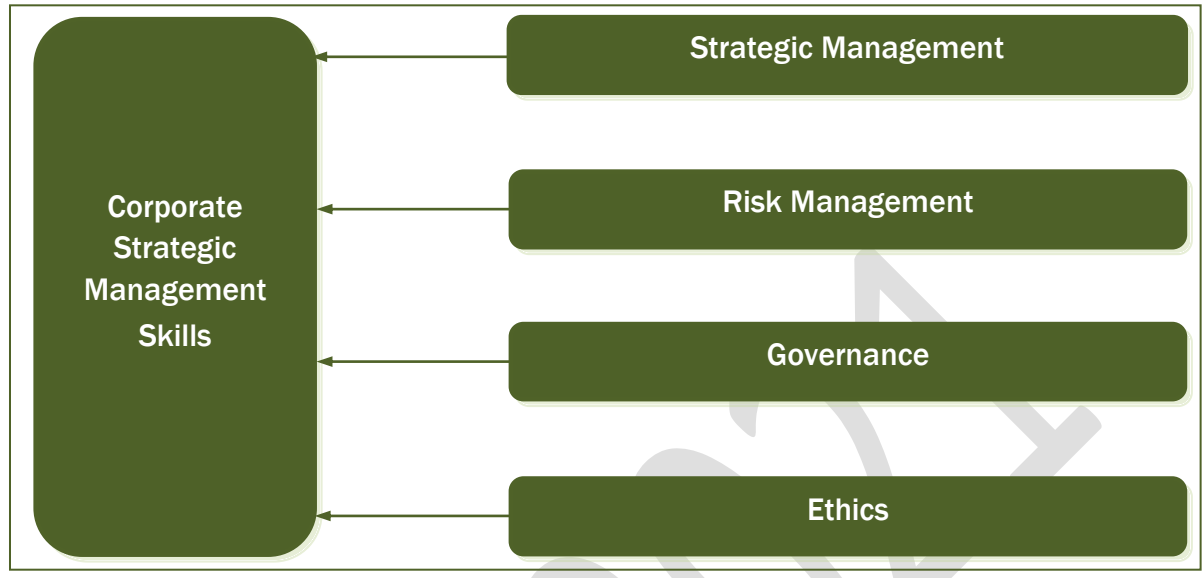 Corporate
Strategic
Management
Skills
Strategic Management
Risk Management
Governance
Ethics